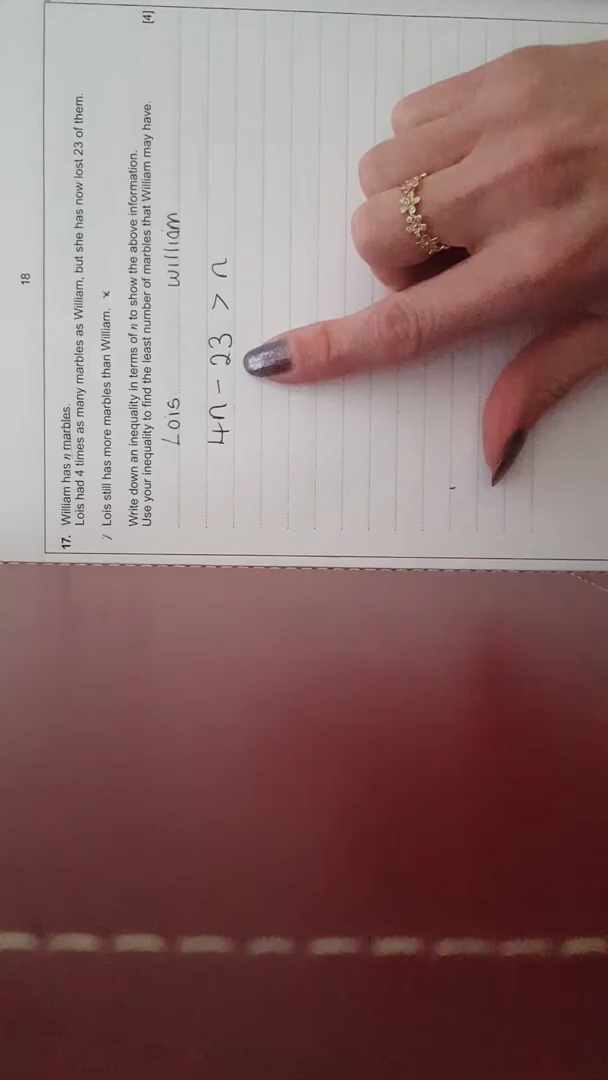 18
17. William has n marbles.
Lois had 4 times as many marbles as William, but she has now lost 23 of them.
Lois still has more marbles than William. x
Write down an inequality in terms of n to show the above information.
Use your inequality to find the least number of marbles that William may have.
[4]
Lois William
4n - 23 > n